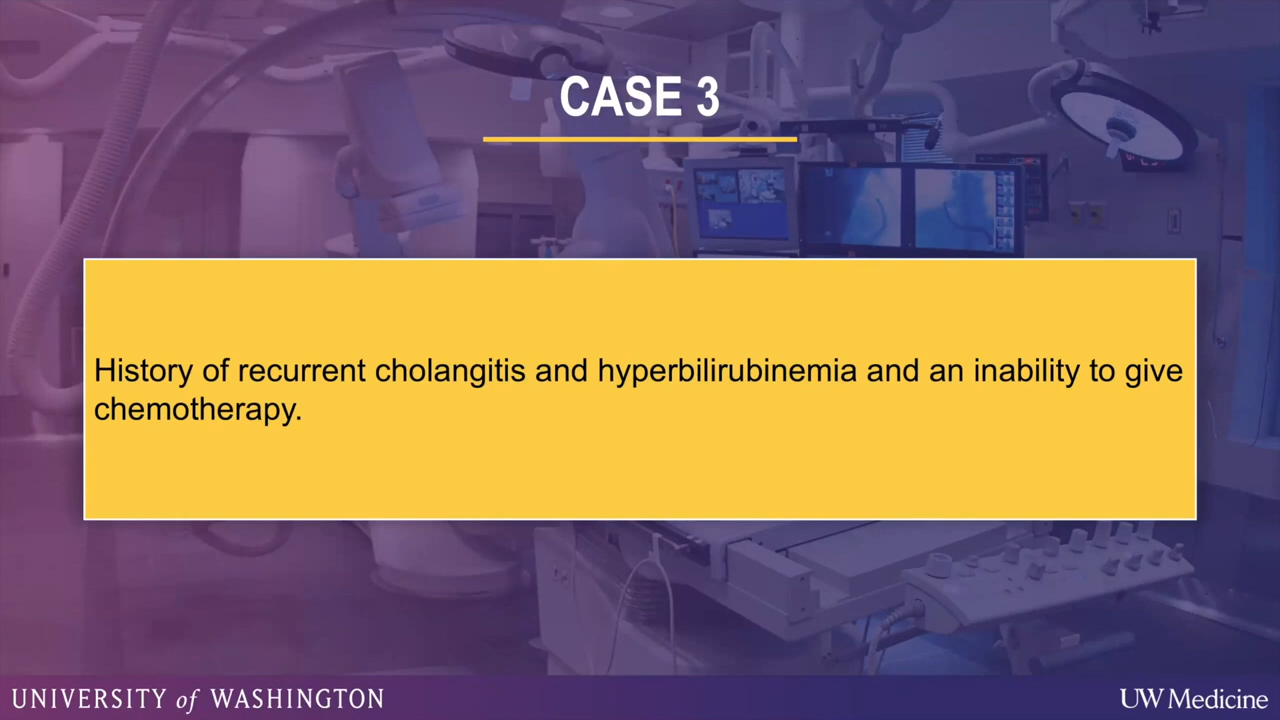 CASE 3
History of recurrent cholangitis and hyperbilirubinemia and an inability to give
chemotherapy.
UNIVERSITY of WASHINGTON
UW Medicine